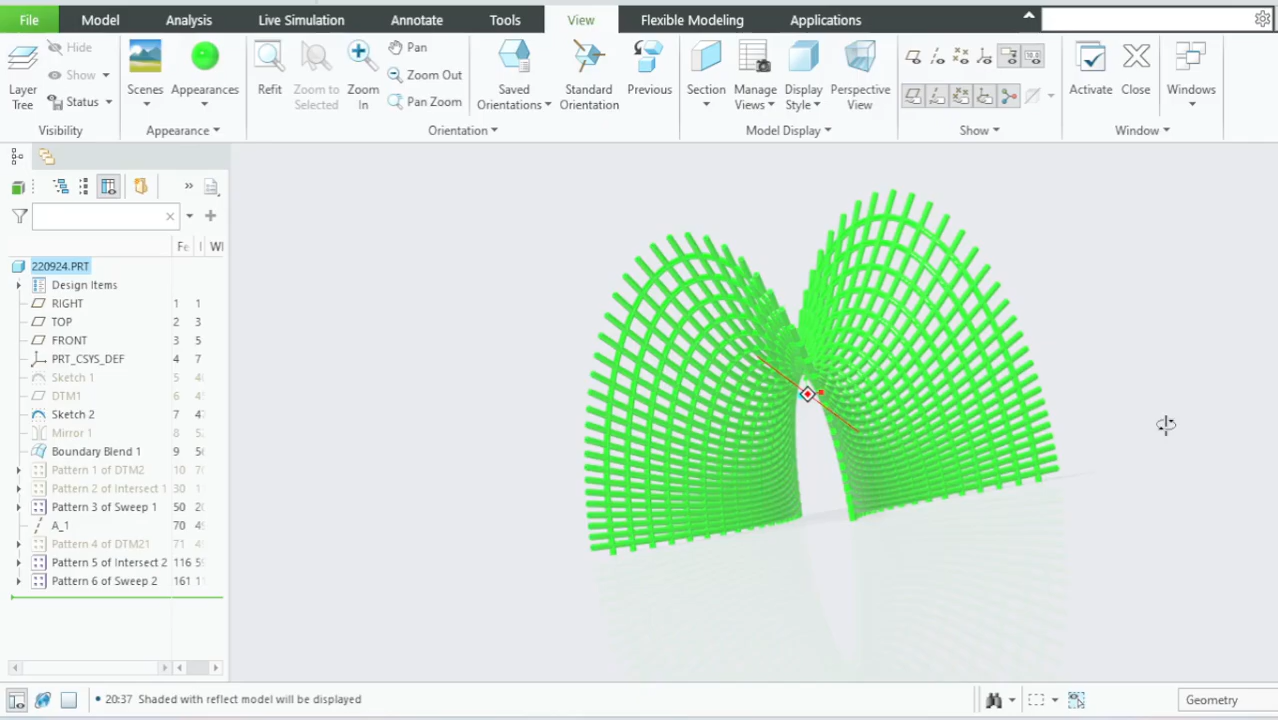 File Model Analysis Live Simulation Annotate Tools View Flexible Modeling Applications
Hide
Show
Status
Layer Tree
Visibility
Scenes
Appearances
Appearance
Refit
Zoom to Selected
Zoom In
Pan
Zoom Out
Pan Zoom
Saved Orientations
Standard Orientation
Previous
Orientation
Section
Manage Views
Display Style
Perspective View
Model Display
Show
Activate
Close
Windows
Window
Fe
220924.PRT
Design Items
RIGHT 1 1
TOP 2 3
FRONT 3 5
PRT_CSYS_DEF 4 7
Sketch 1 5
DTM1 6
Sketch 2 7
Mirror 1 8
Boundary Blend 1 9
Pattern 1 of DTM2 10
Pattern 2 of Intersect 1 30
Pattern 3 of Sweep 1 50
A_1 70
Pattern 4 of DTM21 71
Pattern 5 of Intersect 2 116
Pattern 6 of Sweep 2 161
• 20:37 Shaded with reflect model will be displayed
Geometry